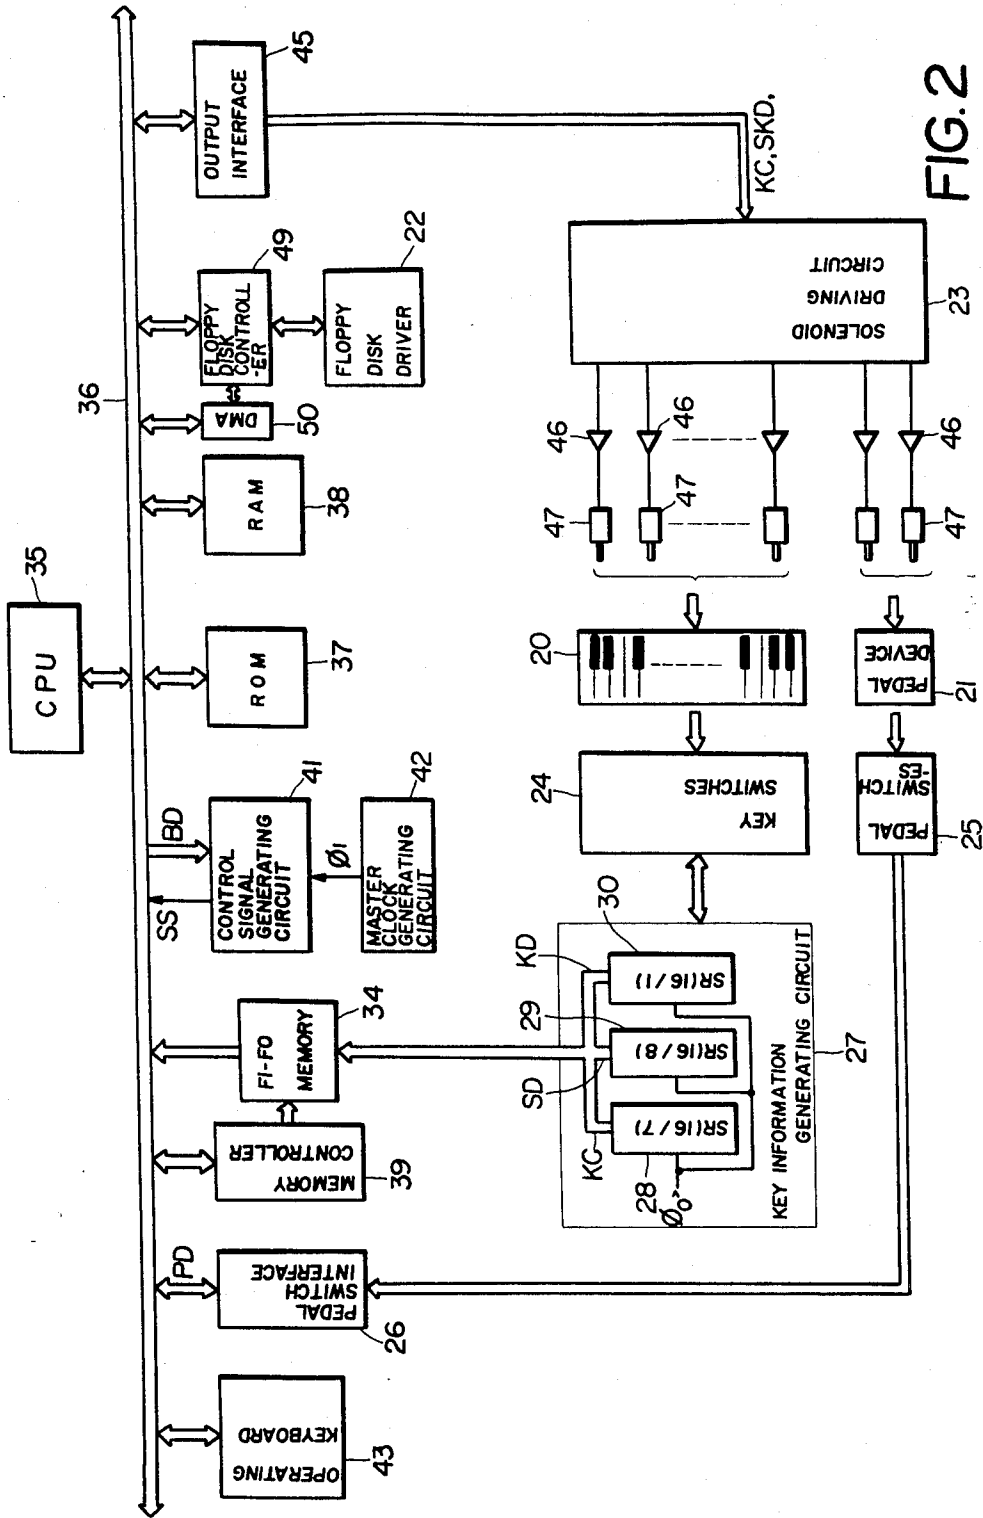 CPU
35
36
OPERATING
KEYBOARD
43
PD
PEDAL
SWITCH
INTERFACE
26
MEMORY
CONTROLLER
39
FI-FO
MEMORY
34
SS
BD
CONTROL
SIGNAL
GENERATING
CIRCUIT
41
Ø1
MASTER
CLOCK
GENERATING
CIRCUIT
42
ROM
37
RAM
38
DMA
50
FLOPPY
DISK
CONTROLL
-ER
49
FLOPPY
DISK
DRIVER
22
OUTPUT
INTERFACE
45
KC, SKD,
KC
SD
KD
SR(16/7)
28
SR(16/8)
29
SR(16/1)
30
Ø0
KEY INFORMATION
GENERATING CIRCUIT
27
KEY
SWITCHES
24
20
47
47
47
46
46
46
SOLENOID
DRIVING
CIRCUIT
23
PEDAL
SWITCH
-ES
25
PEDAL
DEVICE
21
FIG. 2